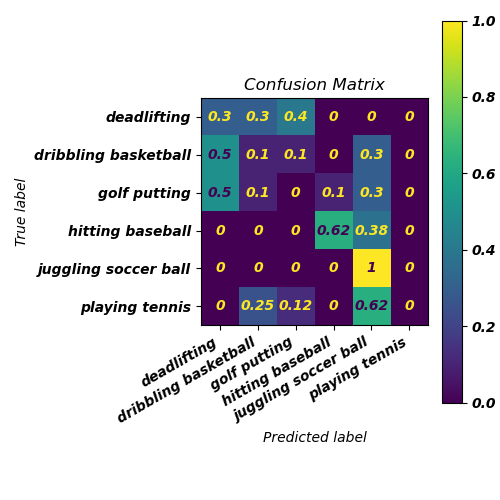 Confusion Matrix
True label
deadlifting 0.3 0.3 0.4 0 0 0
dribbling basketball 0.5 0.1 0.1 0 0.3 0
golf putting 0.5 0.1 0 0.1 0.3 0
hitting baseball 0 0 0 0.62 0.38 0
juggling soccer ball 0 0 0 0 1 0
playing tennis 0 0.25 0.12 0 0.62 0
deadlifting
dribbling basketball
golf putting
hitting baseball
juggling soccer ball
playing tennis
Predicted label
1.0
0.8
0.6
0.4
0.2
0.0